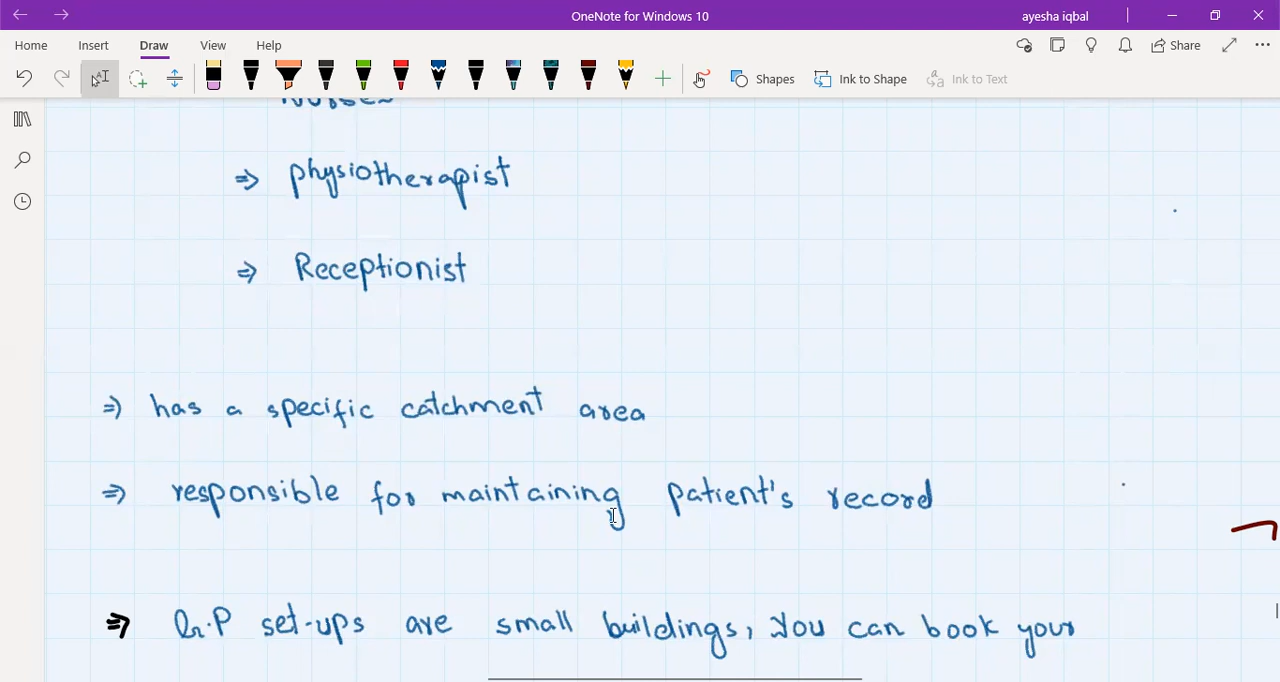 OneNote for Windows 10
ayesha iqbal
Home Insert Draw View Help
Share
Shapes
Ink to Shape
Ink to Text
⇒ physiotherapist
⇒ Receptionist
⇒ has a specific catchment area
⇒ responsible for maintaining patient's record
⇒ G.P set-ups are small buildings, You can book your